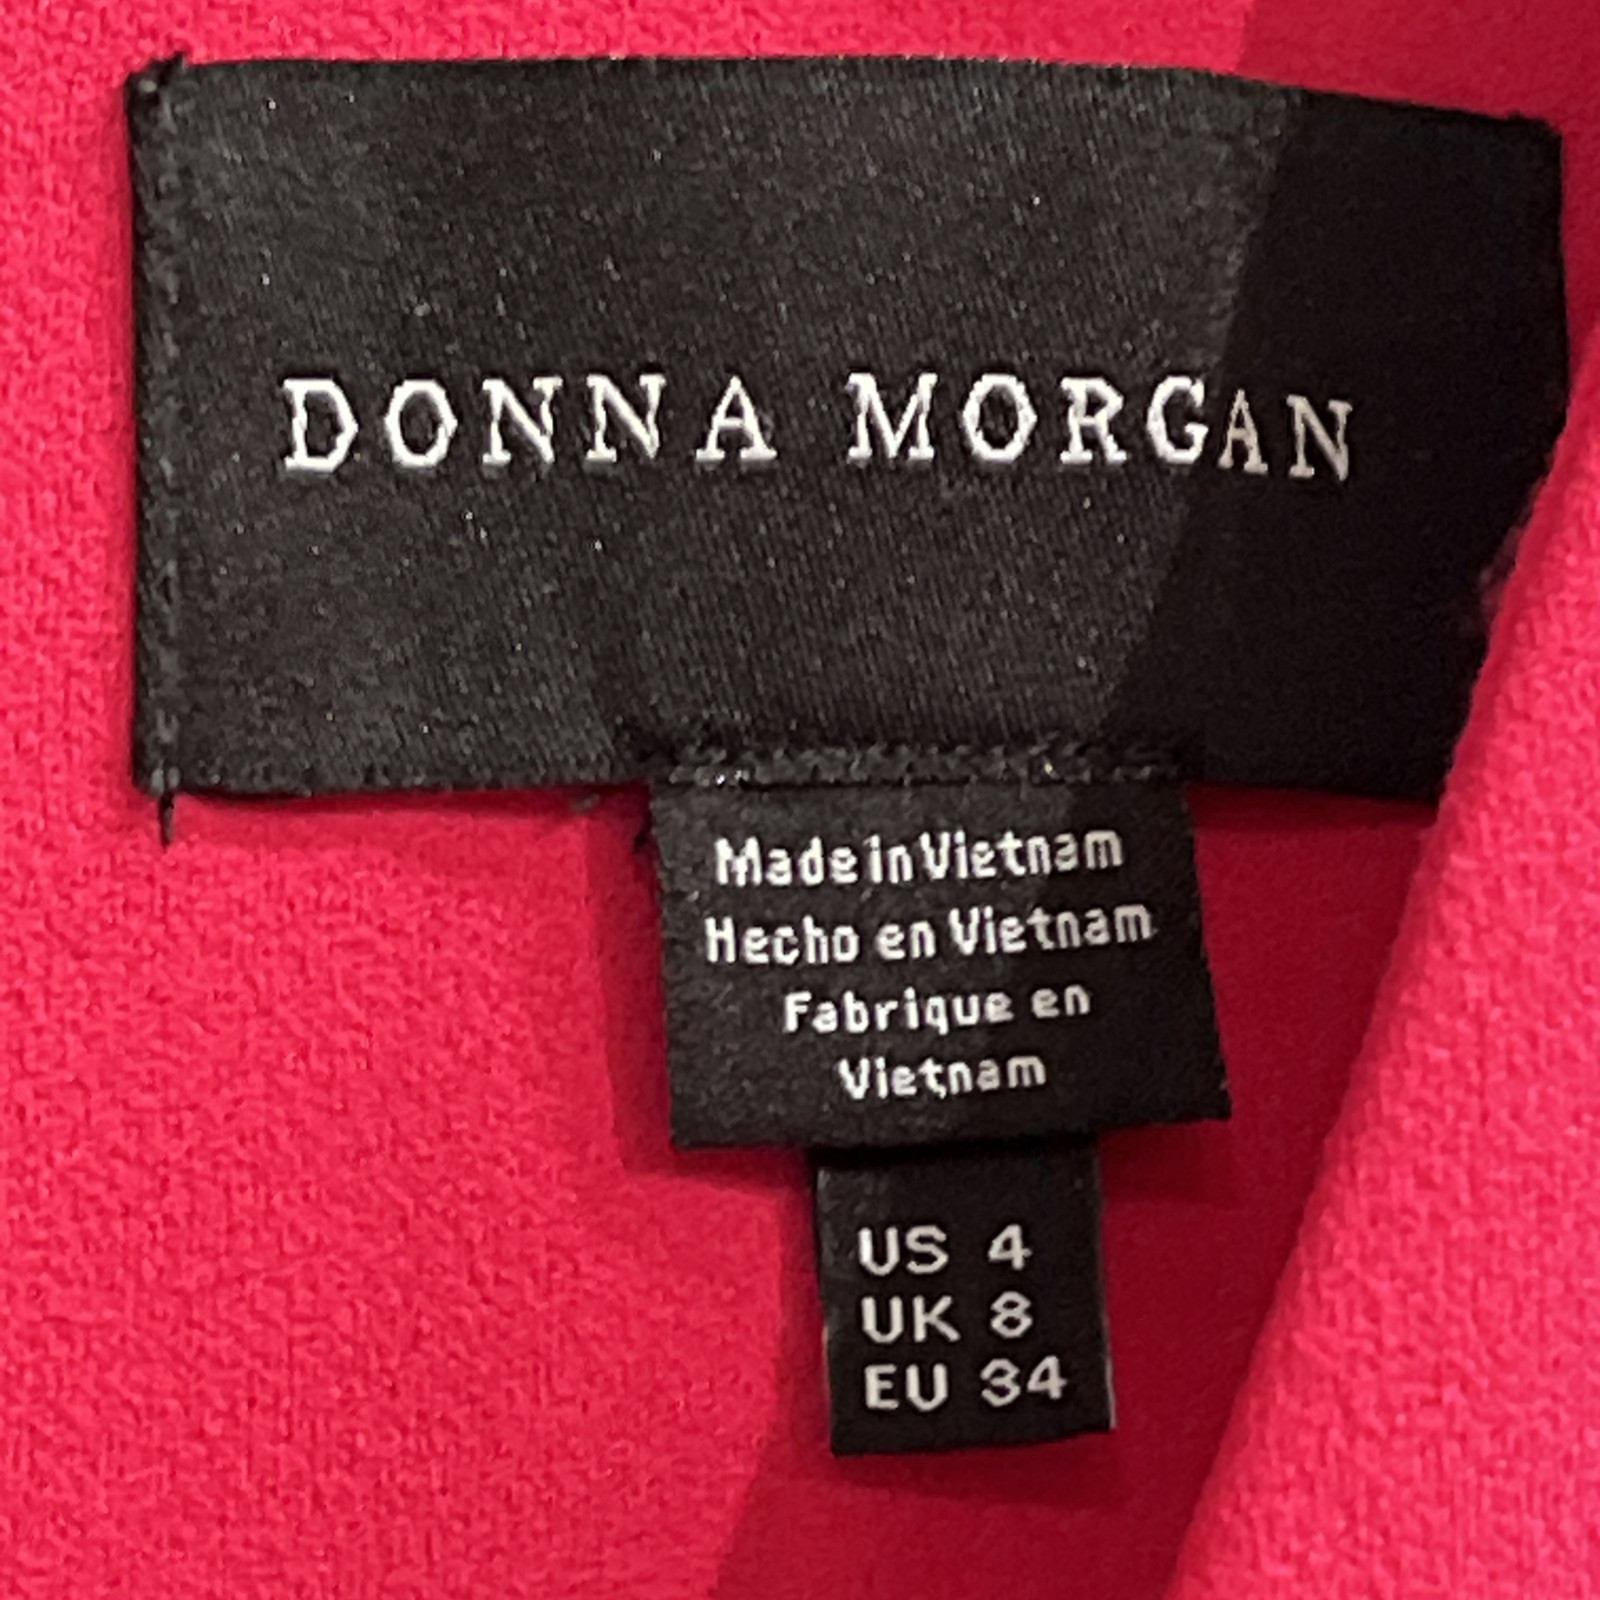 DONNA MORGAN
Made in Vietnam
Hecho en Vietnam
Fabrique en
Vietnam
US 4
UK 8
EU 34